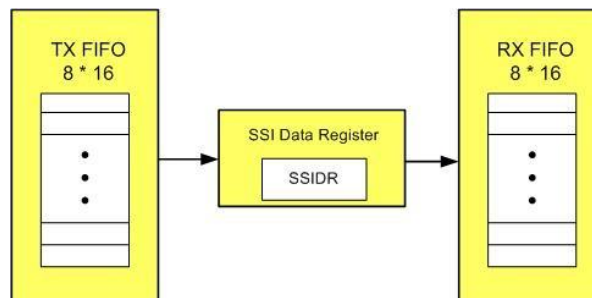 TX FIFO
8 * 16
SSI Data Register
SSIDR
RX FIFO
8 * 16